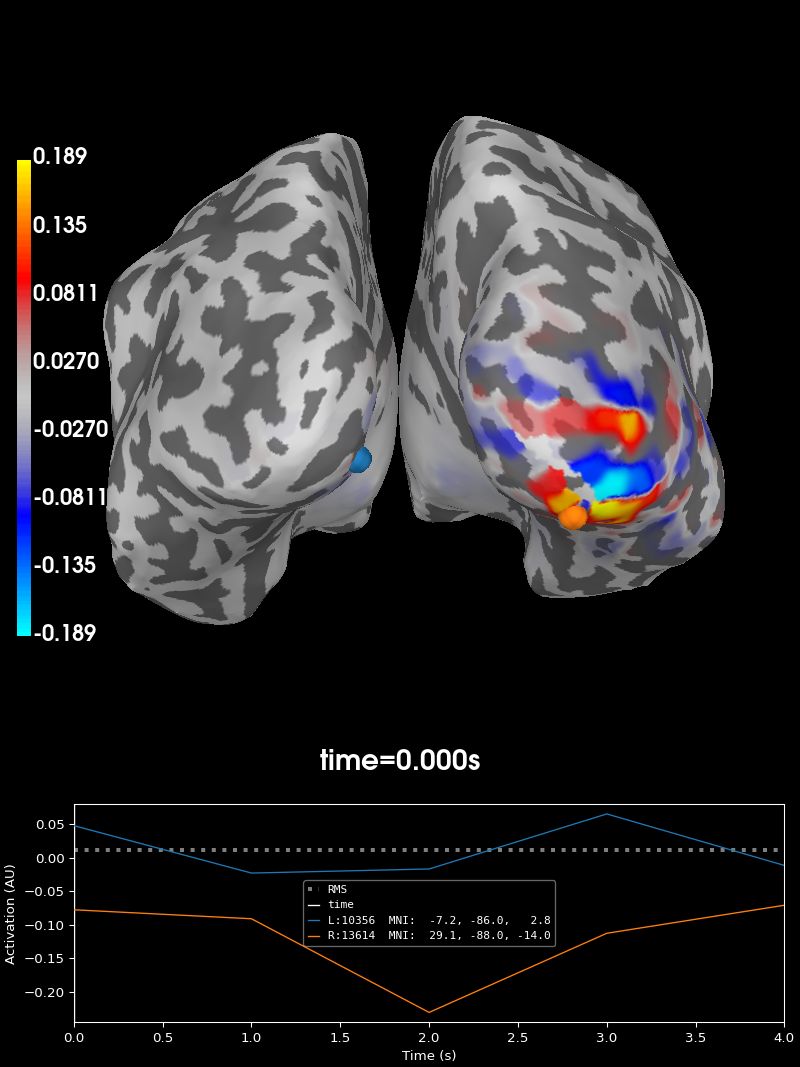 0.189
0.135
0.0811
0.0270
-0.0270
-0.0811
-0.135
-0.189
time=0.000s
0.05
0.00
−0.05
−0.10
−0.15
−0.20
Activation (AU)
RMS
time
L:10356 MNI: -7.2, -86.0, 2.8
R:13614 MNI: 29.1, -88.0, -14.0
0.0 0.5 1.0 1.5 2.0 2.5 3.0 3.5 4.0
Time (s)